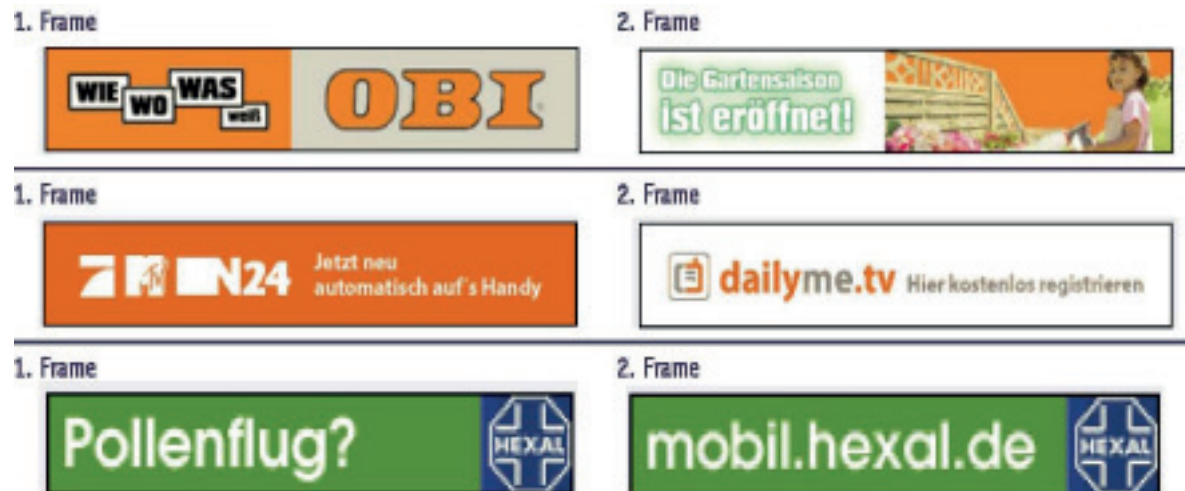 1. Frame
2. Frame
WIE WO WAS weiß
OBI
Die Gartensaison
ist eröffnet!
1. Frame
2. Frame
N24
Jetzt neu
automatisch auf's Handy
dailyme.tv Hier kostenlos registrieren
1. Frame
2. Frame
Pollenflug?
HEXAL
mobil.hexal.de
HEXAL